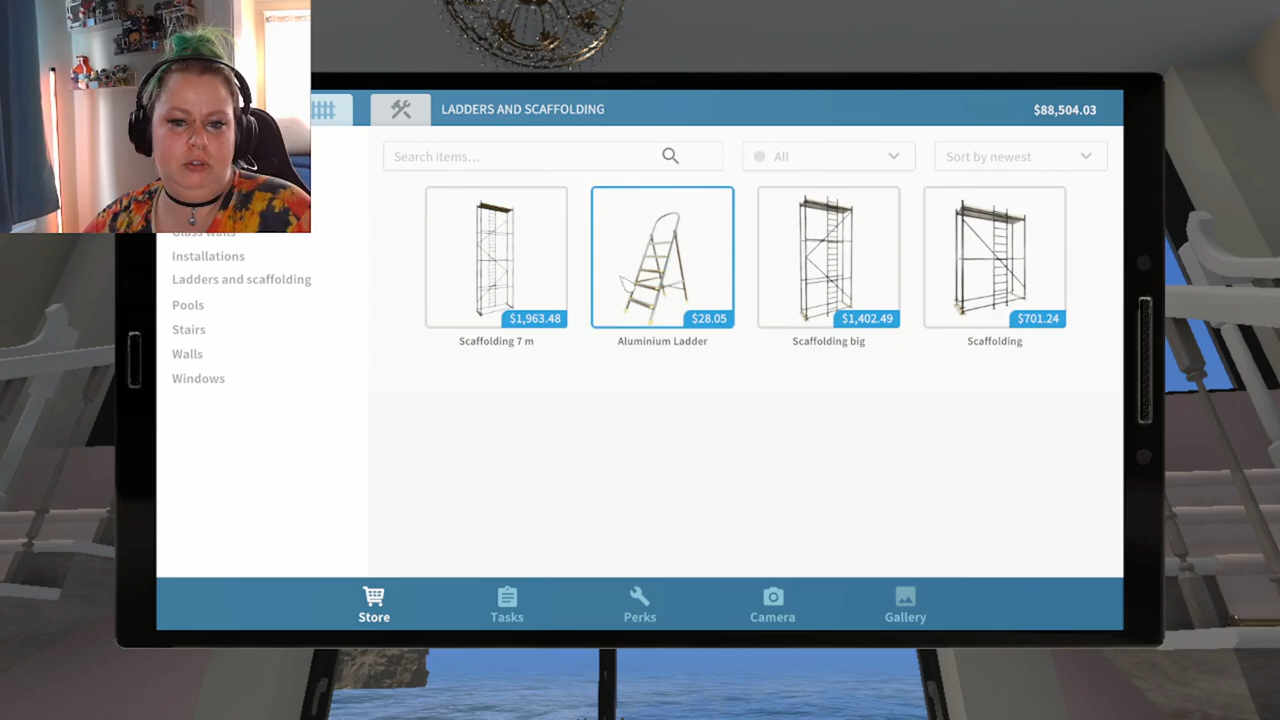 LADDERS AND SCAFFOLDING
$88,504.03
Search items...
All
Sort by newest
Glass walls
Installations
Ladders and scaffolding
Pools
Stairs
Walls
Windows
$1,963.48
$28.05
$1,402.49
$701.24
Scaffolding 7 m
Aluminium Ladder
Scaffolding big
Scaffolding
Store
Tasks
Perks
Camera
Gallery